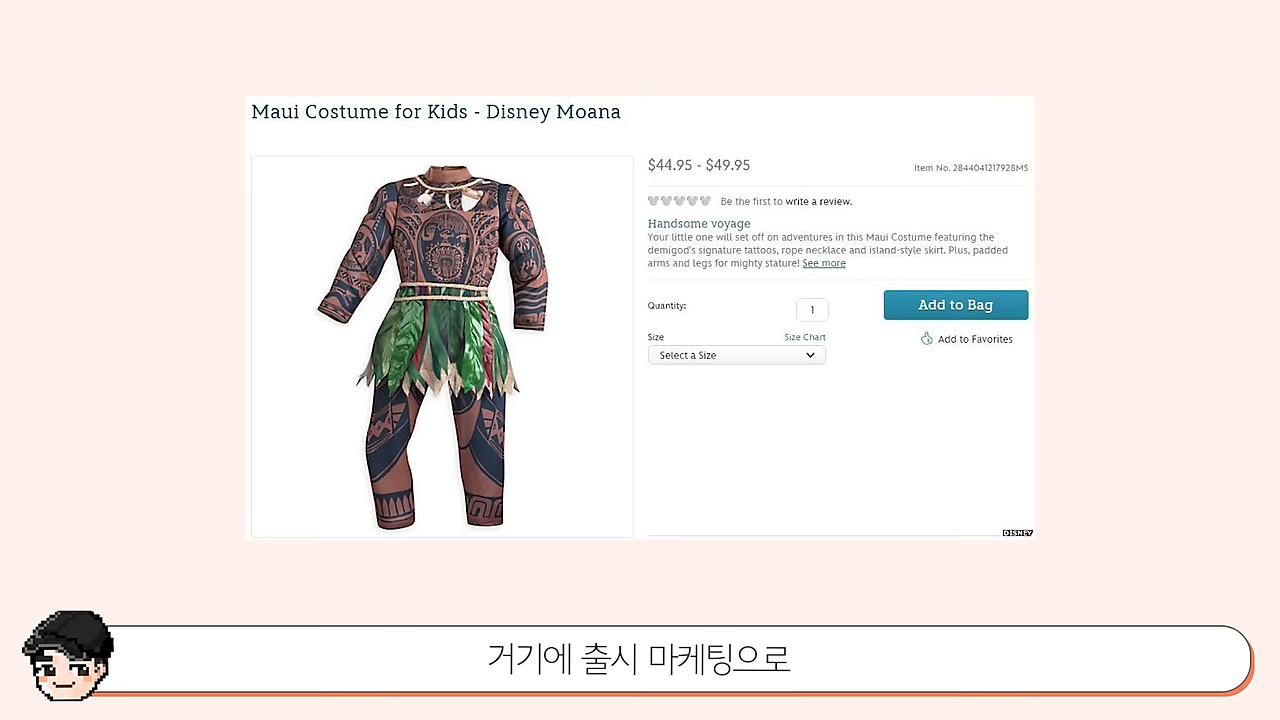 Maui Costume for Kids - Disney Moana
$44.95 - $49.95
Item No. 2844041217928MS
Be the first to write a review.
Handsome voyage
Your little one will set off on adventures in this Maui Costume featuring the
demigod's signature tattoos, rope necklace and island-style skirt. Plus, padded
arms and legs for mighty stature! See more
Quantity:
1
Add to Bag
Size
Size Chart
Add to Favorites
Select a Size
DISNEY
거기에 출시 마케팅으로